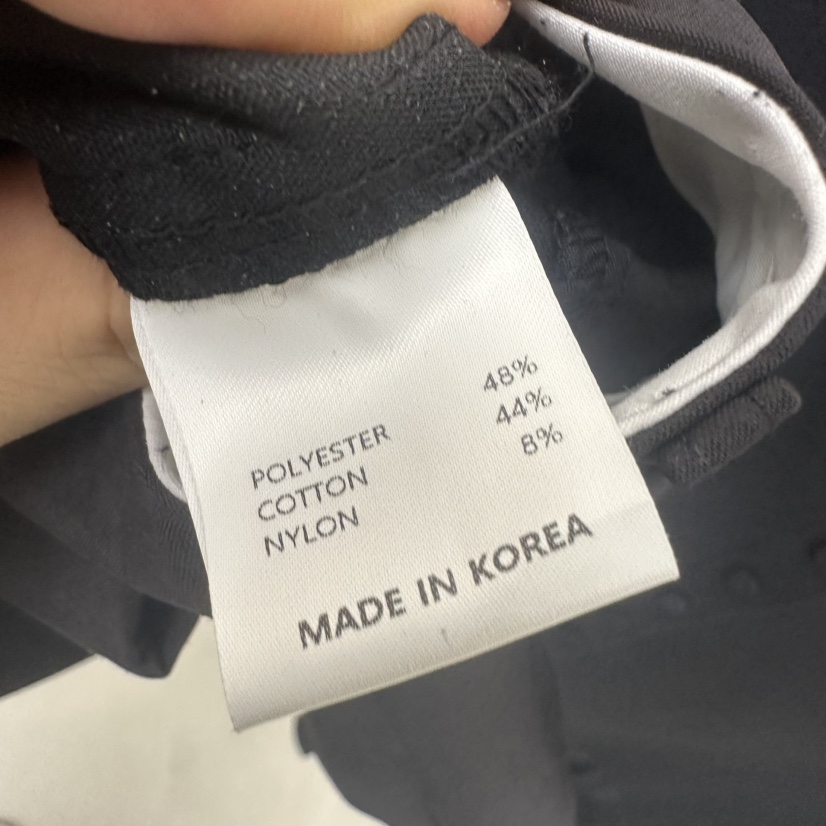 POLYESTER 48%
COTTON 44%
NYLON 8%
MADE IN KOREA